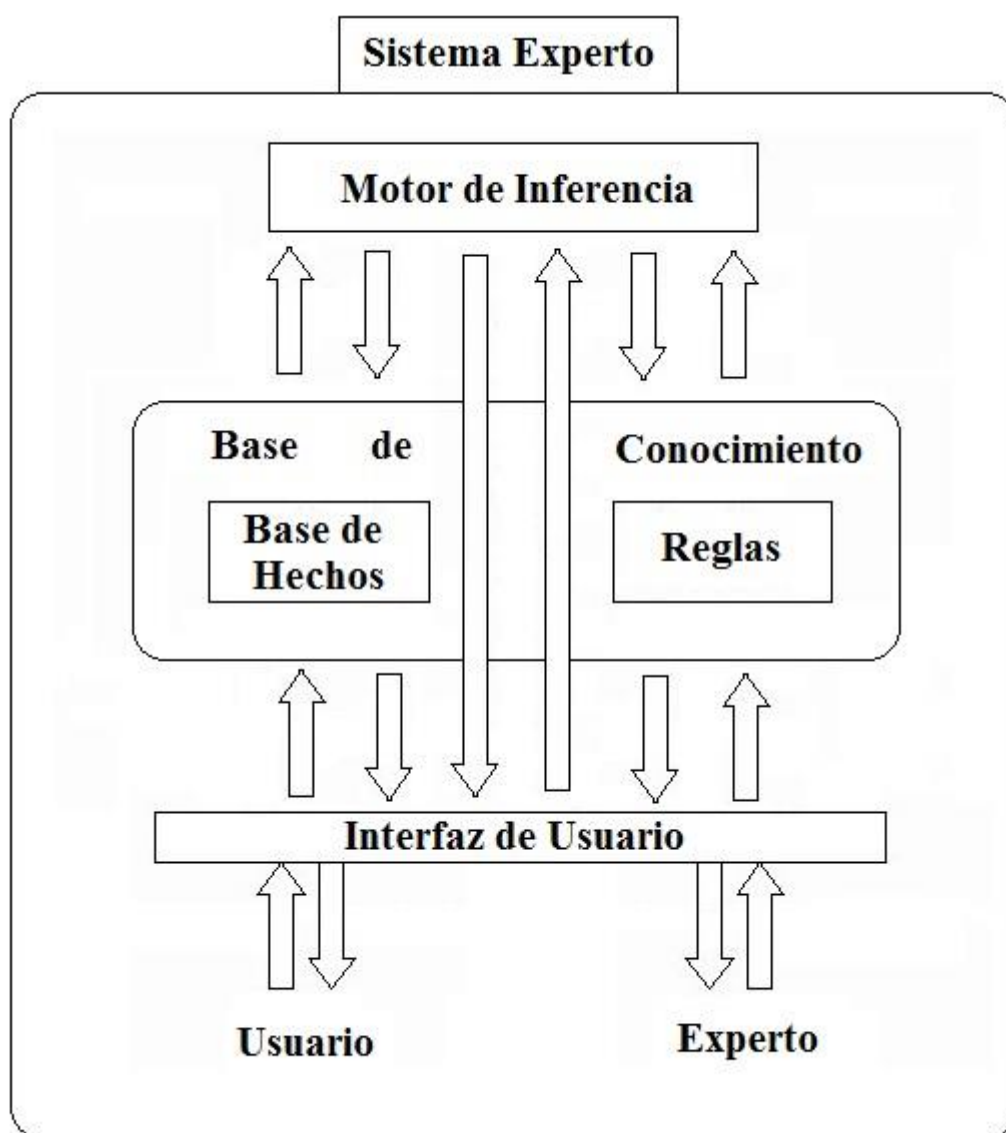 Sistema Experto
Motor de Inferencia
Base de Conocimiento
Base de
Hechos
Reglas
Interfaz de Usuario
Usuario
Experto